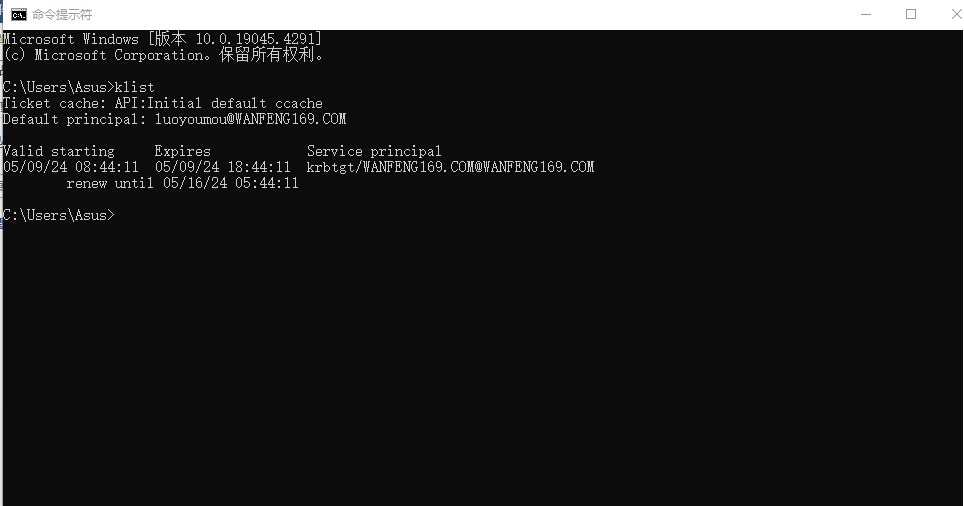 命令提示符
Microsoft Windows [版本 10.0.19045.4291]
(c) Microsoft Corporation。保留所有权利。
C:\Users\Asus>klist
Ticket cache: API:Initial default ccache
Default principal: luoyoumou@WANFENG169.COM
Valid starting     Expires            Service principal
05/09/24 08:44:11  05/09/24 18:44:11  krbtgt/WANFENG169.COM@WANFENG169.COM
        renew until 05/16/24 05:44:11
C:\Users\Asus>